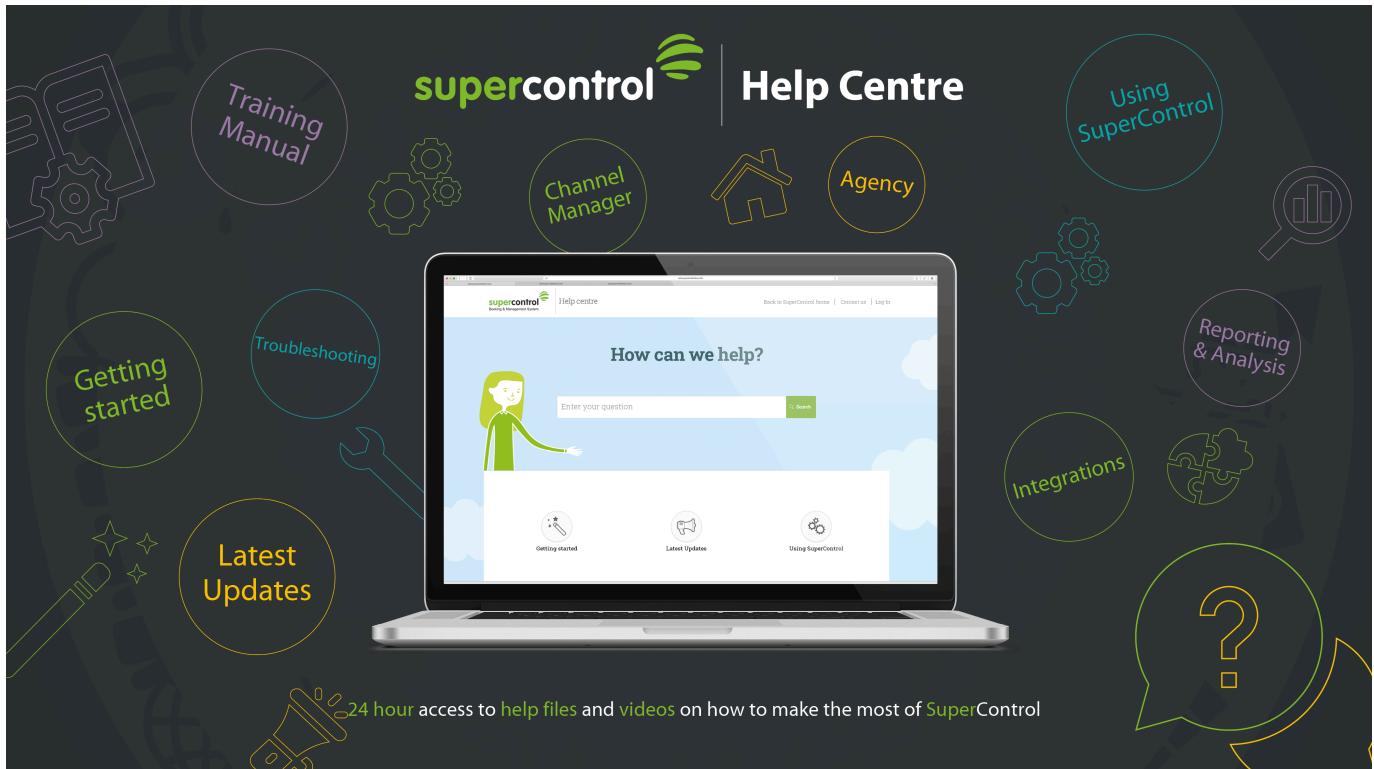 supercontrol
Help Centre
Training
Manual
Using
SuperControl
Channel
Manager
Agency
supercontrol
Booking & Management System
Help centre
Back to SuperControl home | Contact us | Log in
Getting
started
Troubleshooting
Reporting
& Analysis
How can we help?
Enter your question
Search
Integrations
Latest
Updates
Getting started
Latest Updates
Using SuperControl
?
24 hour access to help files and videos on how to make the most of SuperControl